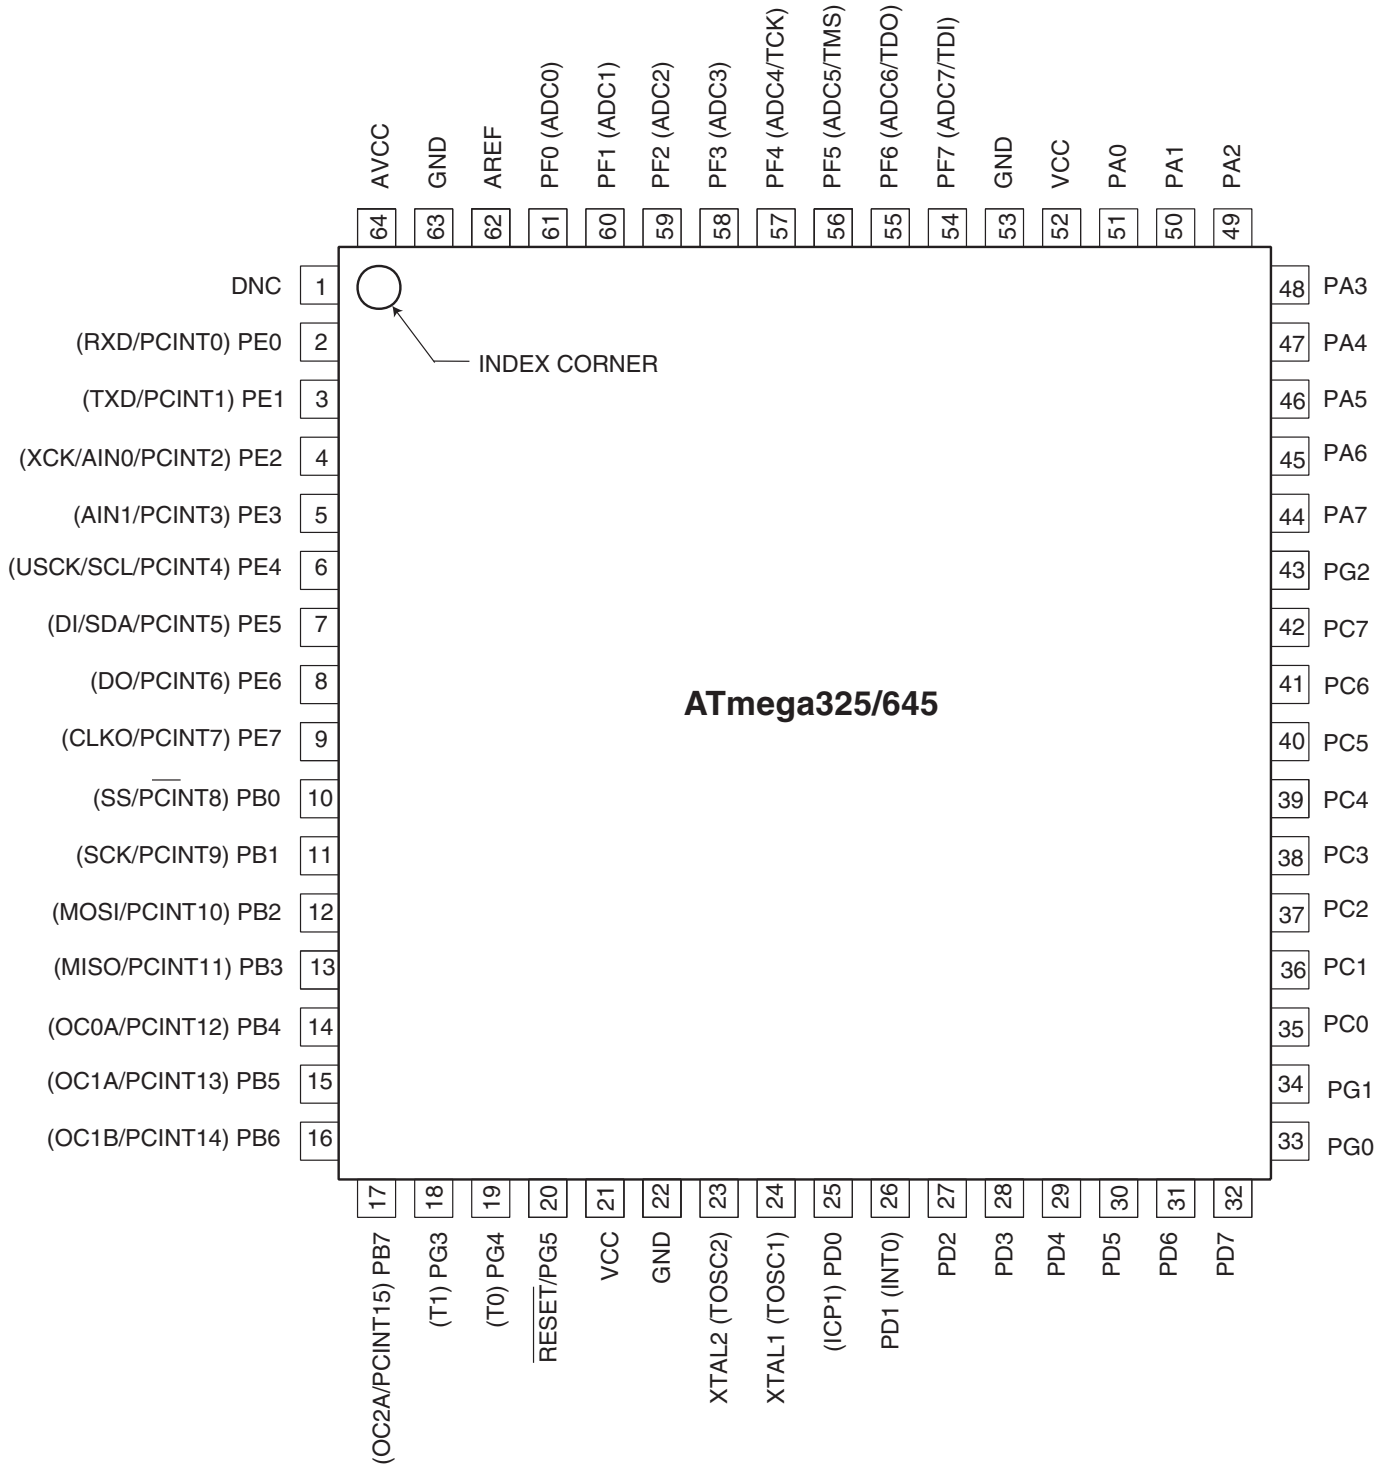 AVCC
GND
AREF
PF0 (ADC0)
PF1 (ADC1)
PF2 (ADC2)
PF3 (ADC3)
PF4 (ADC4/TCK)
PF5 (ADC5/TMS)
PF6 (ADC6/TDO)
PF7 (ADC7/TDI)
GND
VCC
PA0
PA1
PA2
64
63
62
61
60
59
58
57
56
55
54
53
52
51
50
49
DNC 1
(RXD/PCINT0) PE0 2
(TXD/PCINT1) PE1 3
(XCK/AIN0/PCINT2) PE2 4
(AIN1/PCINT3) PE3 5
(USCK/SCL/PCINT4) PE4 6
(DI/SDA/PCINT5) PE5 7
(DO/PCINT6) PE6 8
(CLKO/PCINT7) PE7 9
(SS/PCINT8) PB0 10
(SCK/PCINT9) PB1 11
(MOSI/PCINT10) PB2 12
(MISO/PCINT11) PB3 13
(OC0A/PCINT12) PB4 14
(OC1A/PCINT13) PB5 15
(OC1B/PCINT14) PB6 16
INDEX CORNER
ATmega325/645
48 PA3
47 PA4
46 PA5
45 PA6
44 PA7
43 PG2
42 PC7
41 PC6
40 PC5
39 PC4
38 PC3
37 PC2
36 PC1
35 PC0
34 PG1
33 PG0
17
18
19
20
21
22
23
24
25
26
27
28
29
30
31
32
(OC2A/PCINT15) PB7
(T1) PG3
(T0) PG4
RESET/PG5
VCC
GND
XTAL2 (TOSC2)
XTAL1 (TOSC1)
(ICP1) PD0
PD1 (INT0)
PD2
PD3
PD4
PD5
PD6
PD7